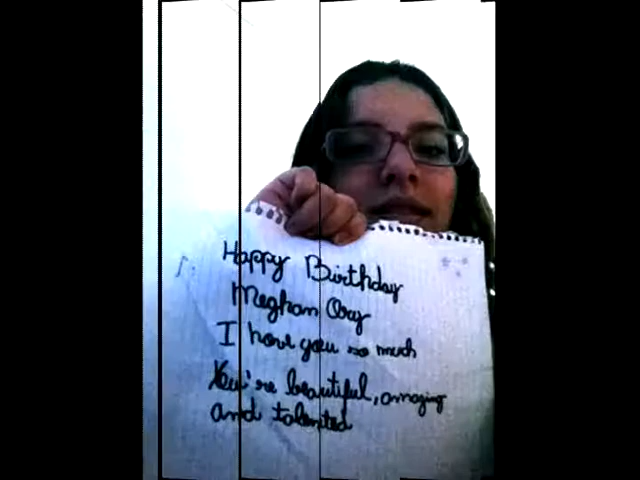 Happy Birthday
Meghan Ory
I love you so much
You're beautiful, amazing
and talented